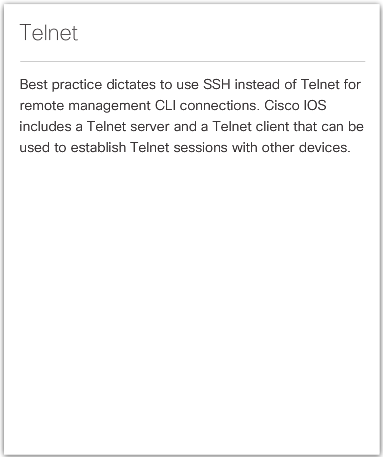 Telnet
Best practice dictates to use SSH instead of Telnet for
remote management CLI connections. Cisco IOS
includes a Telnet server and a Telnet client that can be
used to establish Telnet sessions with other devices.